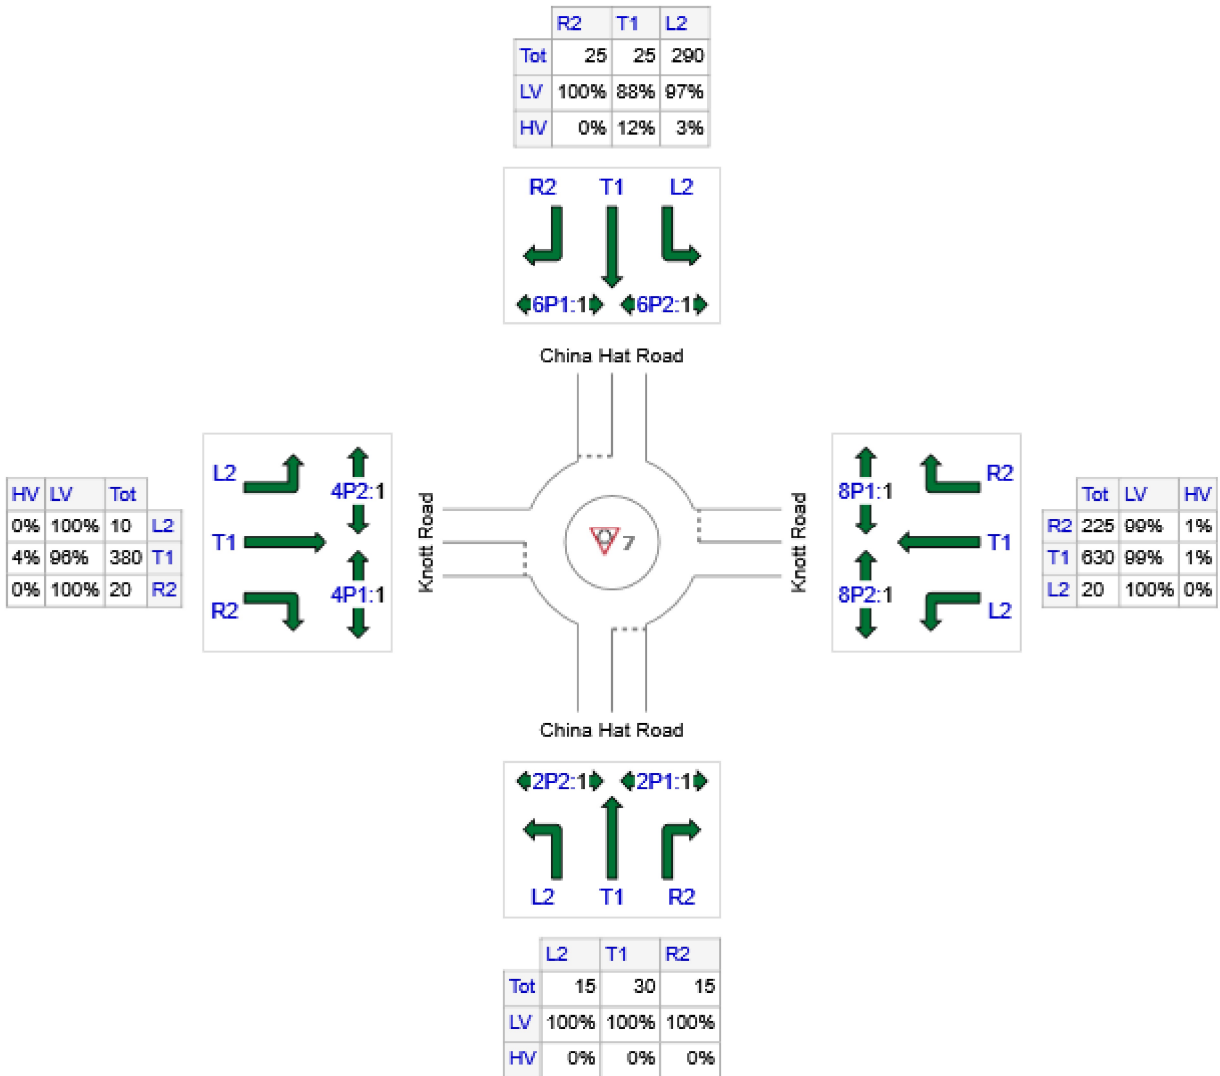 R2 T1 L2
Tot 25 25 290
LV 100% 88% 97%
HV 0% 12% 3%
R2 T1 L2
6P1:1 6P2:1
China Hat Road
L2 4P2:1
T1
R2 4P1:1
HV LV Tot
0% 100% 10 L2
4% 96% 380 T1
0% 100% 20 R2
Knott Road
7
Knott Road
8P1:1 R2
T1
8P2:1 L2
Tot LV HV
R2 225 99% 1%
T1 630 99% 1%
L2 20 100% 0%
China Hat Road
2P2:1 2P1:1
L2 T1 R2
L2 T1 R2
Tot 15 30 15
LV 100% 100% 100%
HV 0% 0% 0%